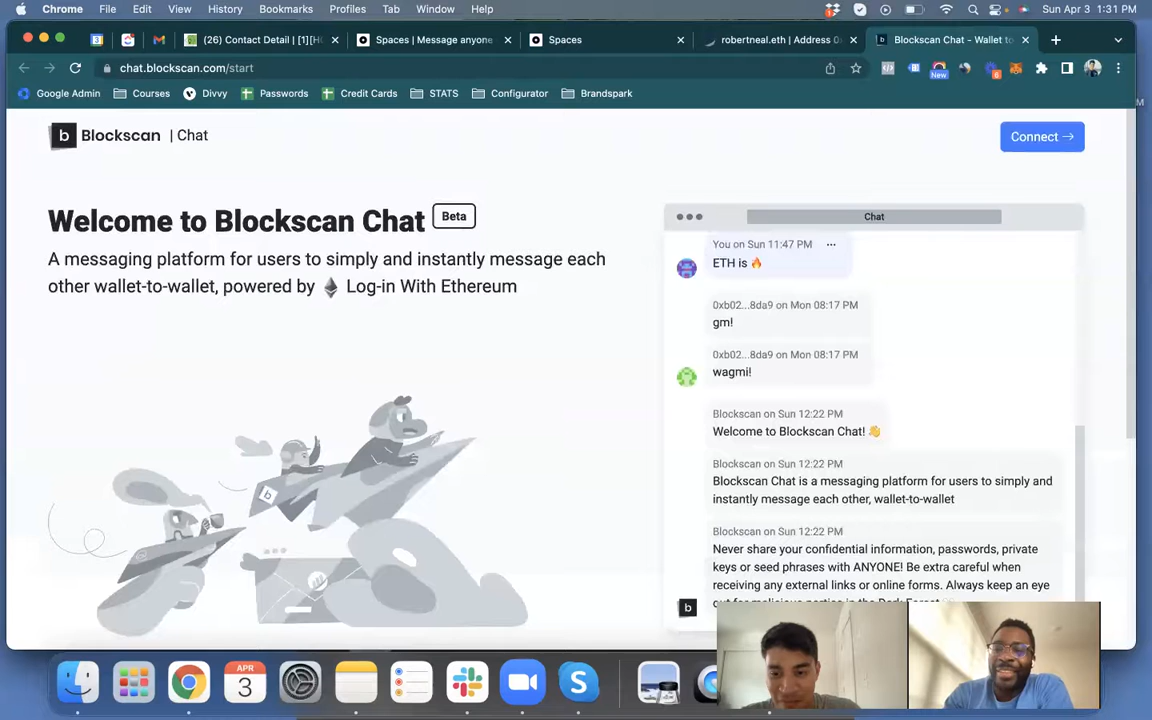 Chrome File Edit View History Bookmarks Profiles Tab Window Help Sun Apr 3 1:31 PM
31 (26) Contact Detail | [1][H Spaces | Message anyone Spaces robertneal.eth | Address 0 Blockscan Chat - Wallet to
chat.blockscan.com/start New 6
Google Admin Courses Divvy Passwords Credit Cards STATS Configurator Brandspark
b Blockscan | Chat Connect →
Welcome to Blockscan Chat Beta
A messaging platform for users to simply and instantly message each
other wallet-to-wallet, powered by Log-in With Ethereum
Chat
You on Sun 11:47 PM ...
ETH is 🔥
0xb02...8da9 on Mon 08:17 PM
gm!
0xb02...8da9 on Mon 08:17 PM
wagmi!
Blockscan on Sun 12:22 PM
Welcome to Blockscan Chat! 👋
Blockscan on Sun 12:22 PM
Blockscan Chat is a messaging platform for users to simply and
instantly message each other, wallet-to-wallet
Blockscan on Sun 12:22 PM
Never share your confidential information, passwords, private
keys or seed phrases with ANYONE! Be extra careful when
receiving any external links or online forms. Always keep an eye
b
b
APR
3
S